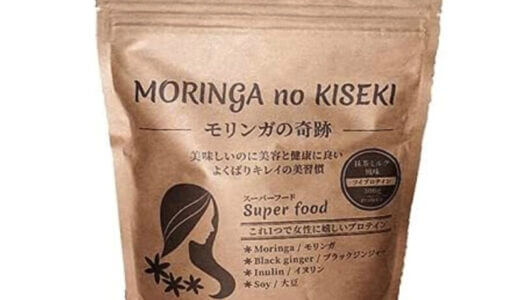 MORINGA no KISEKI
モリンガの奇跡
美味しいのに美容と健康に良い
よくばりキレイの美習慣
抹茶ミルク
風味
ソイプロテイン
スーパーフード
Super food
これ1つで女性に嬉しいプロテイン
Moringa / モリンガ
Black ginger / ブラックジンジャー
Inulin / イヌリン
Soy / 大豆